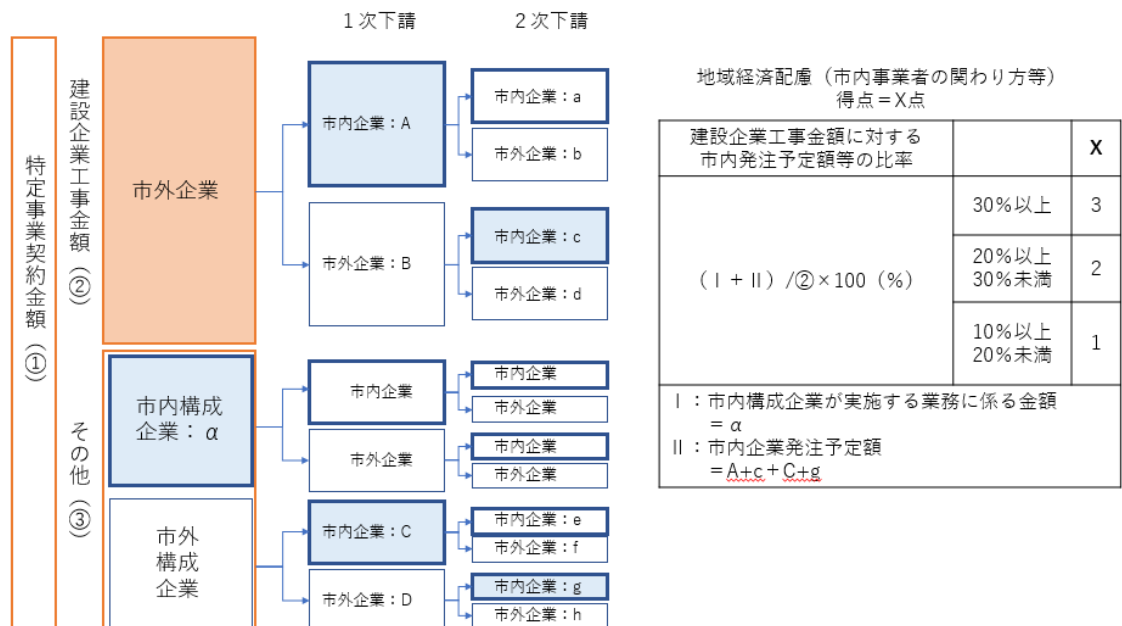 1次下請
2次下請
特定事業契約金額（①）
建設企業工事金額（②）
その他（③）
市外企業
市内企業：A
市内企業：a
市外企業：b
市外企業：B
市内企業：c
市外企業：d
市内構成
企業：α
市内企業
市内企業
市外企業
市外企業
市内企業
市外企業
市外
構成
企業
市内企業：C
市内企業：e
市外企業：f
市外企業：D
市内企業：g
市外企業：h
地域経済配慮（市内事業者の関わり方等）
得点＝X点
建設企業工事金額に対する
市内発注予定額等の比率
X
（Ⅰ＋Ⅱ）/②×100（%）
30%以上
3
20%以上
30%未満
2
10%以上
20%未満
1
Ⅰ：市内構成企業が実施する業務に係る金額
＝α
Ⅱ：市内企業発注予定額
＝A+c＋C+g